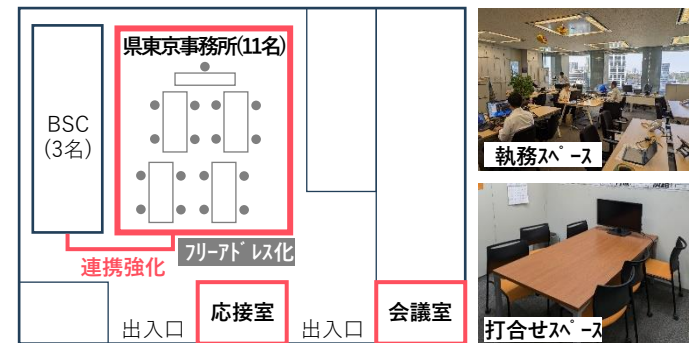 県東京事務所(11名)
BSC
(3名)
フリーアドレス化
連携強化
出入口
応接室
出入口
会議室
執務スペース
打合せスペース